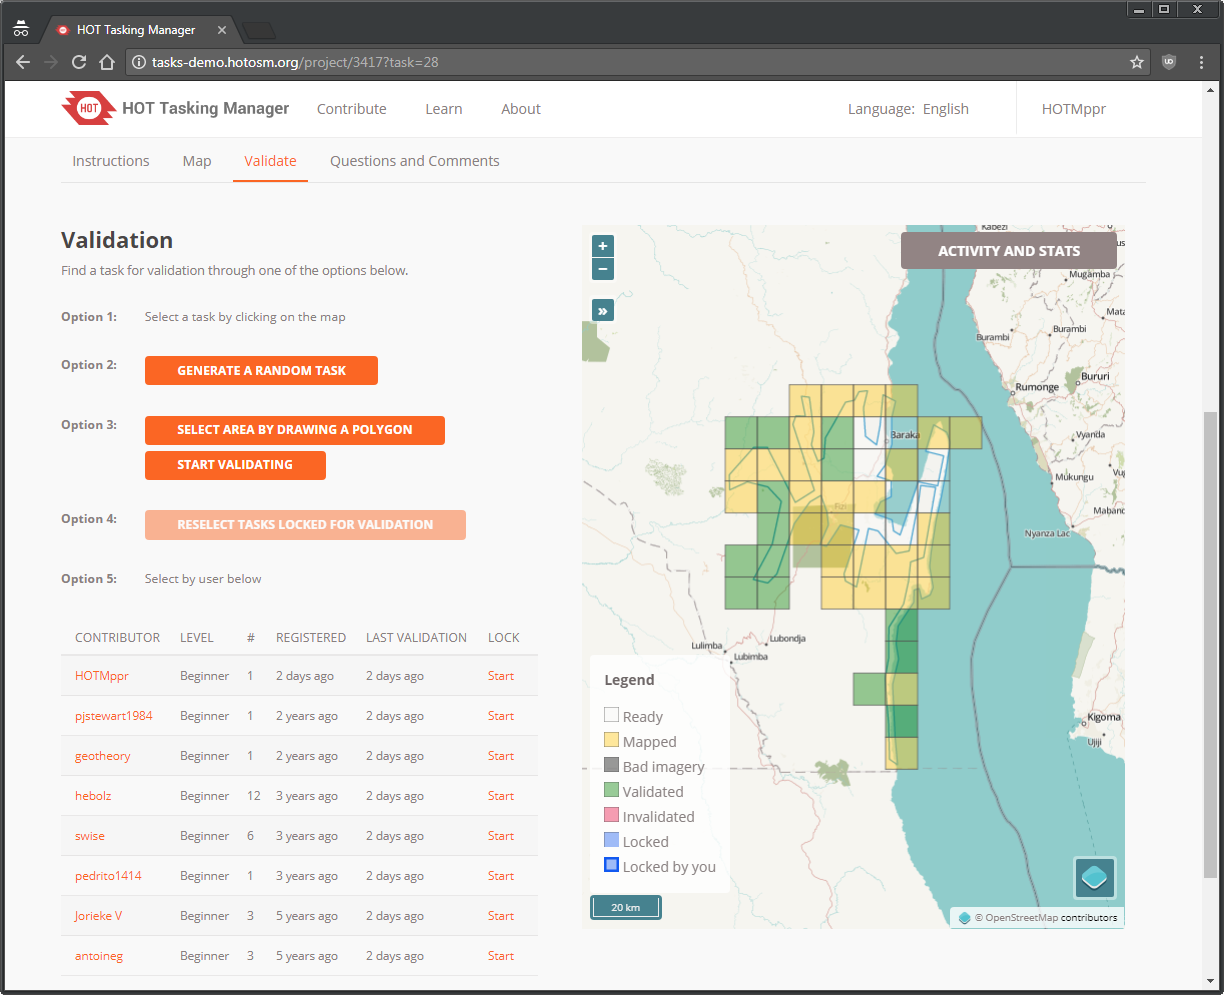 HOT Tasking Manager
tasks-demo.hotosm.org/project/3417?task=28
HOT HOT Tasking Manager Contribute Learn About Language: English HOTMppr
Instructions Map Validate Questions and Comments
Validation
Find a task for validation through one of the options below.
Option 1: Select a task by clicking on the map
Option 2: GENERATE A RANDOM TASK
Option 3: SELECT AREA BY DRAWING A POLYGON
START VALIDATING
Option 4: RESELECT TASKS LOCKED FOR VALIDATION
Option 5: Select by user below
CONTRIBUTOR LEVEL # REGISTERED LAST VALIDATION LOCK
HOTMppr Beginner 1 2 days ago 2 days ago Start
pjstewart1984 Beginner 1 2 years ago 2 days ago Start
geotheory Beginner 1 2 years ago 2 days ago Start
hebolz Beginner 12 3 years ago 2 days ago Start
swise Beginner 6 3 years ago 2 days ago Start
pedrito1414 Beginner 1 3 years ago 2 days ago Start
Jorieke V Beginner 3 5 years ago 2 days ago Start
antoineg Beginner 3 5 years ago 2 days ago Start
+
−
»
ACTIVITY AND STATS
Kabezi
Mugamba
Mata
Burambi
Burambi
Bururi
Rumonge
Baraka
Vyanda
Mukungu
Vug
Maband
Nyanza Lac
Lulimba
Lubondja
Lubimba
Kigoma
Ujiji
Legend
Ready
Mapped
Bad imagery
Validated
Invalidated
Locked
Locked by you
20 km
© OpenStreetMap contributors